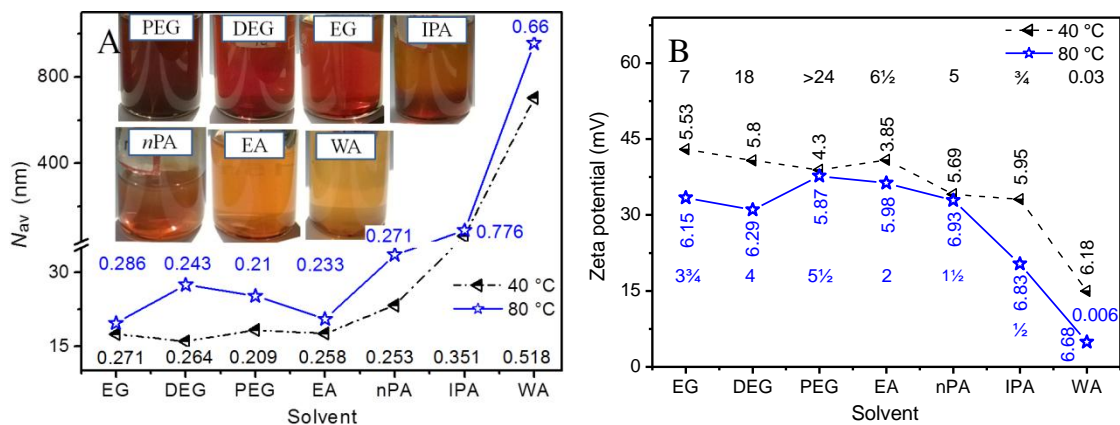 A
PEG DEG EG IPA
nPA EA WA
0.66
800
400
30
15
Nav (nm)
0.271 0.776
0.286 0.243 0.21 0.233
40 °C
80 °C
0.271 0.264 0.209 0.258 0.253 0.351 0.518
EG DEG PEG EA nPA IPA WA
Solvent
B
40 °C
80 °C
60
45
30
15
0
Zeta potential (mV)
7 18 >24 6½ 5 ¾ 0.03
5.53 5.8 4.3 3.85 5.69 5.95 6.18
6.15 6.29 5.87 5.98 6.93 6.83 6.68
3¾ 4 5½ 2 1½ ½ 0.006
EG DEG PEG EA nPA IPA WA
Solvent